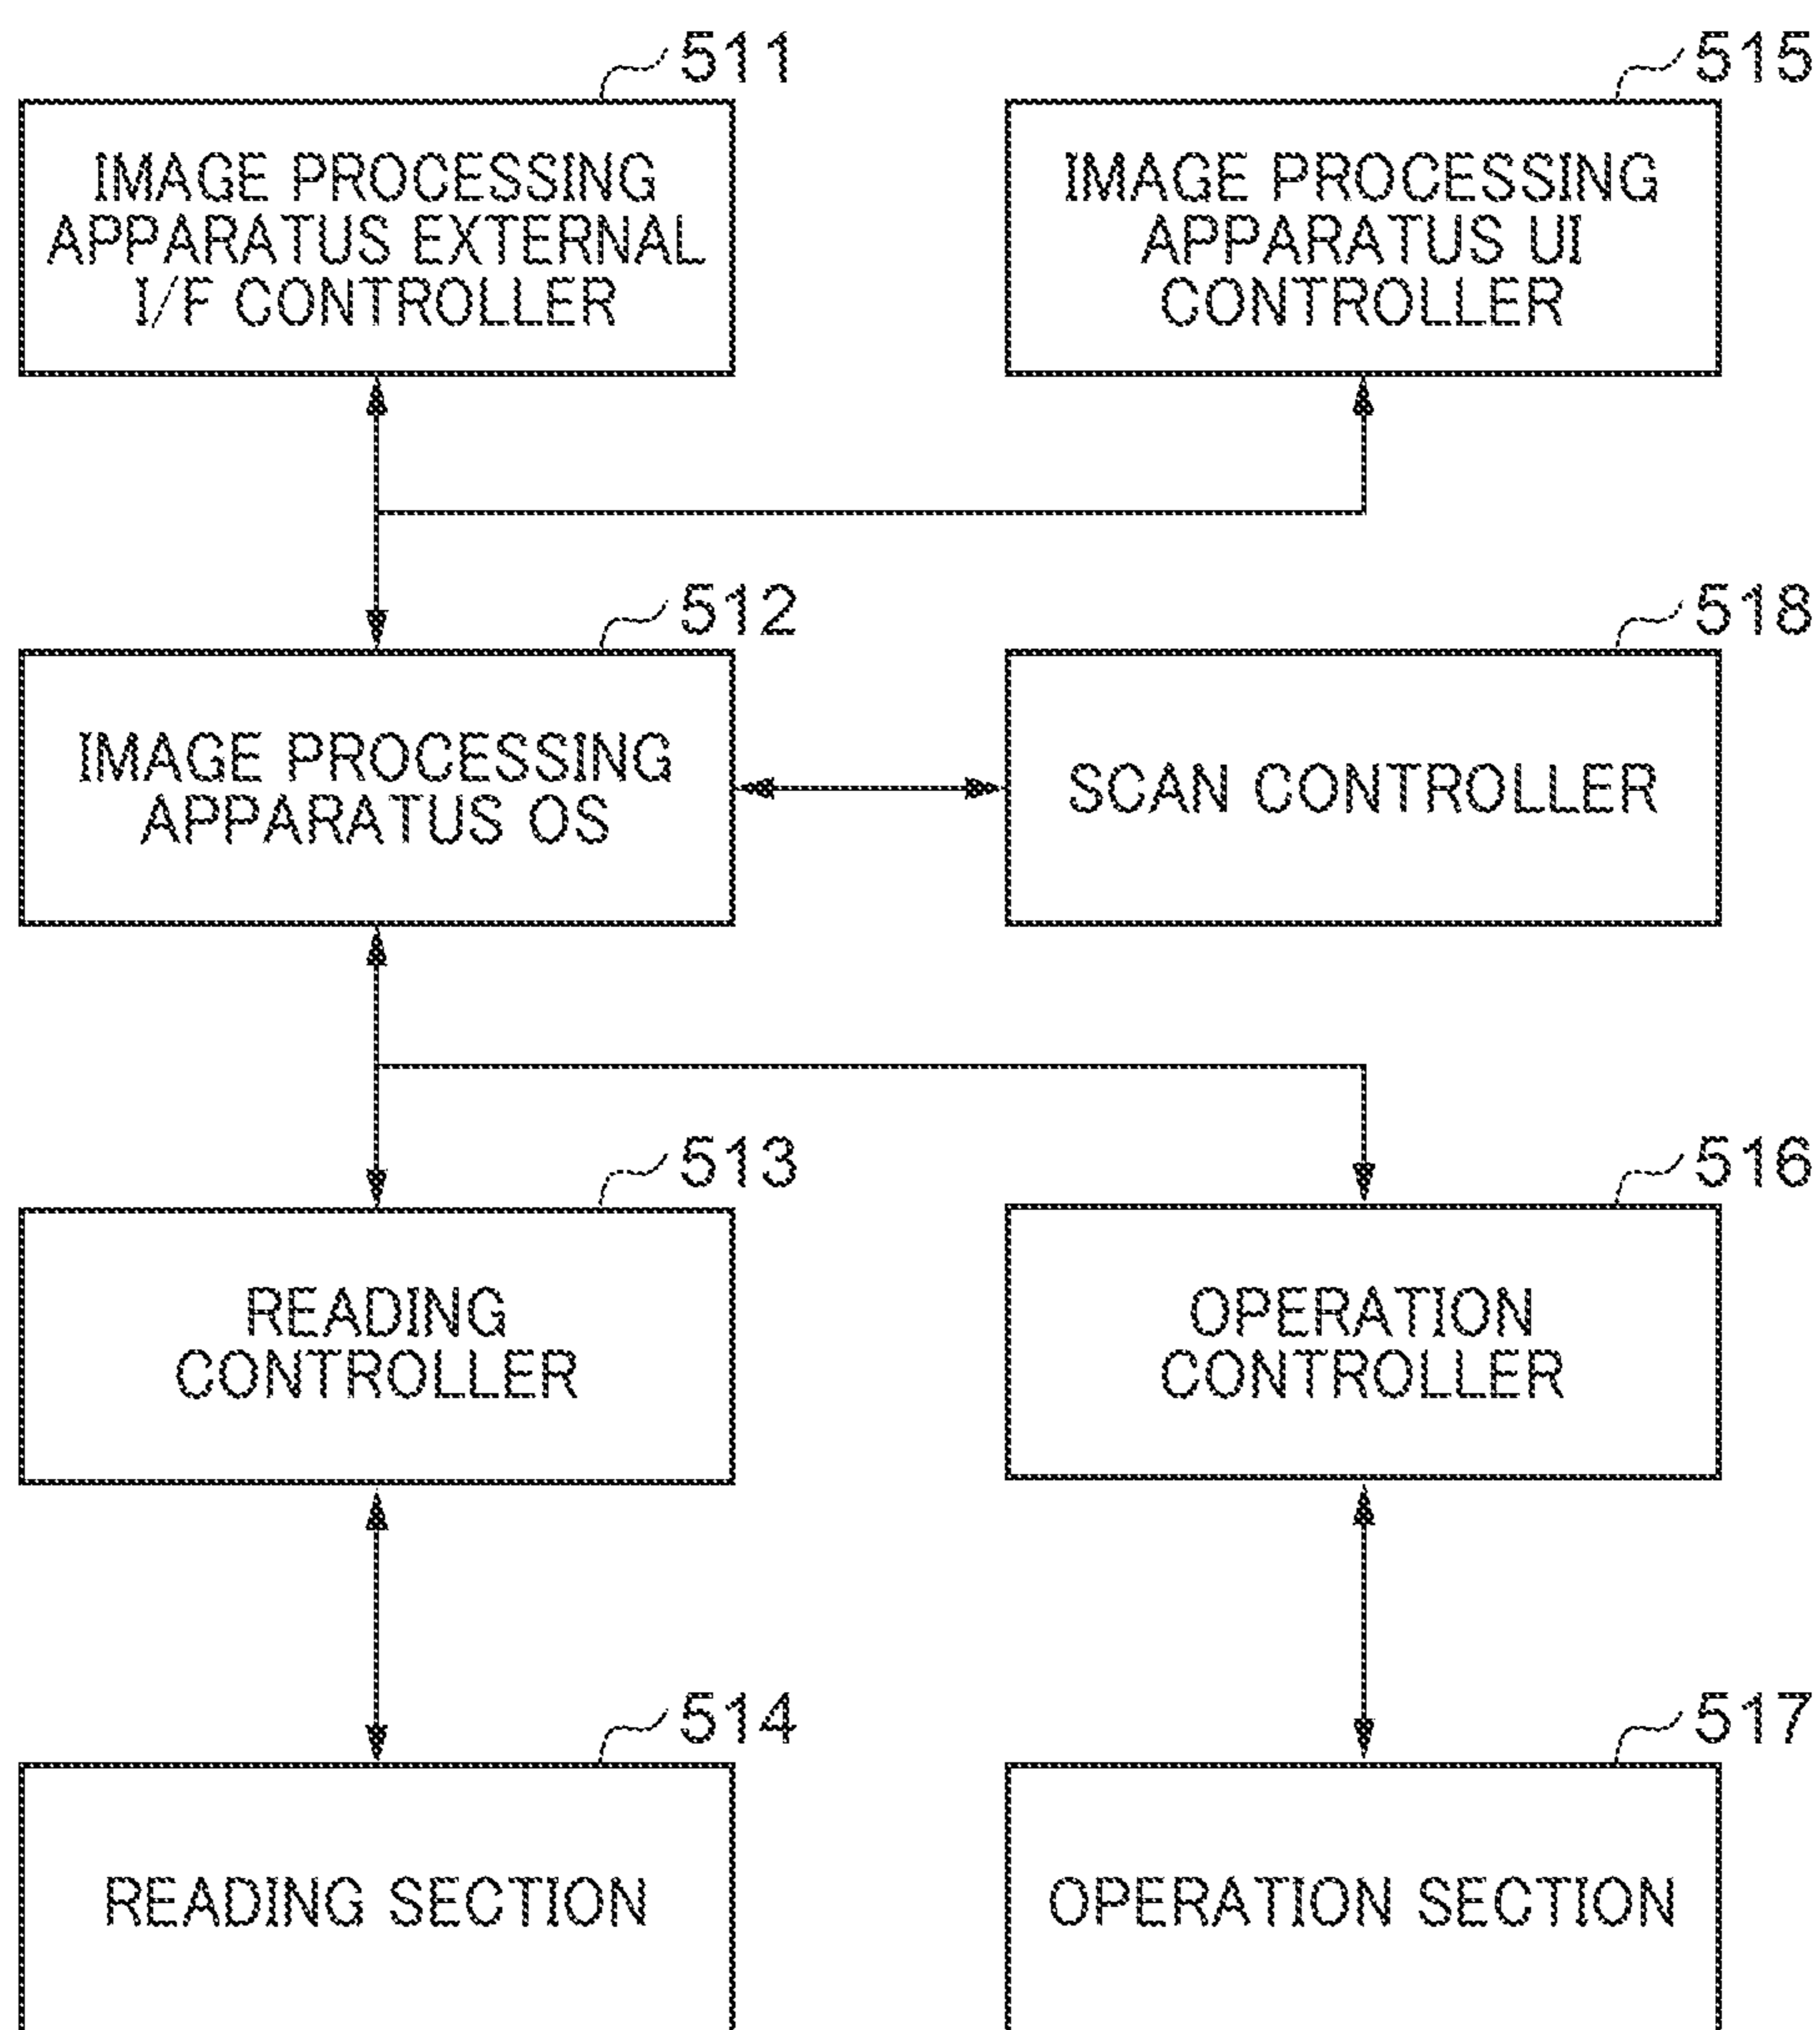 511
IMAGE PROCESSING
APPARATUS EXTERNAL
I/F CONTROLLER
515
IMAGE PROCESSING
APPARATUS UI
CONTROLLER
512
IMAGE PROCESSING
APPARATUS OS
518
SCAN CONTROLLER
513
READING
CONTROLLER
516
OPERATION
CONTROLLER
514
READING SECTION
517
OPERATION SECTION